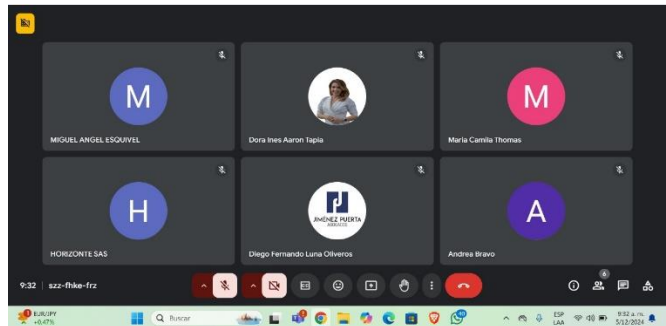 M
MIGUEL ANGEL ESQUIVEL
Dora Ines Aaron Tapia
M
Maria Camila Thomas
H
HORIZONTE SAS
JIMÉNEZ PUERTA
ABOGADOS
Diego Fernando Luna Oliveros
A
Andrea Bravo
9:32 | szz-fhke-frz
6
EUR/JPY
+0.47%
Buscar
ESP
LAA
9:32 a. m.
5/12/2024